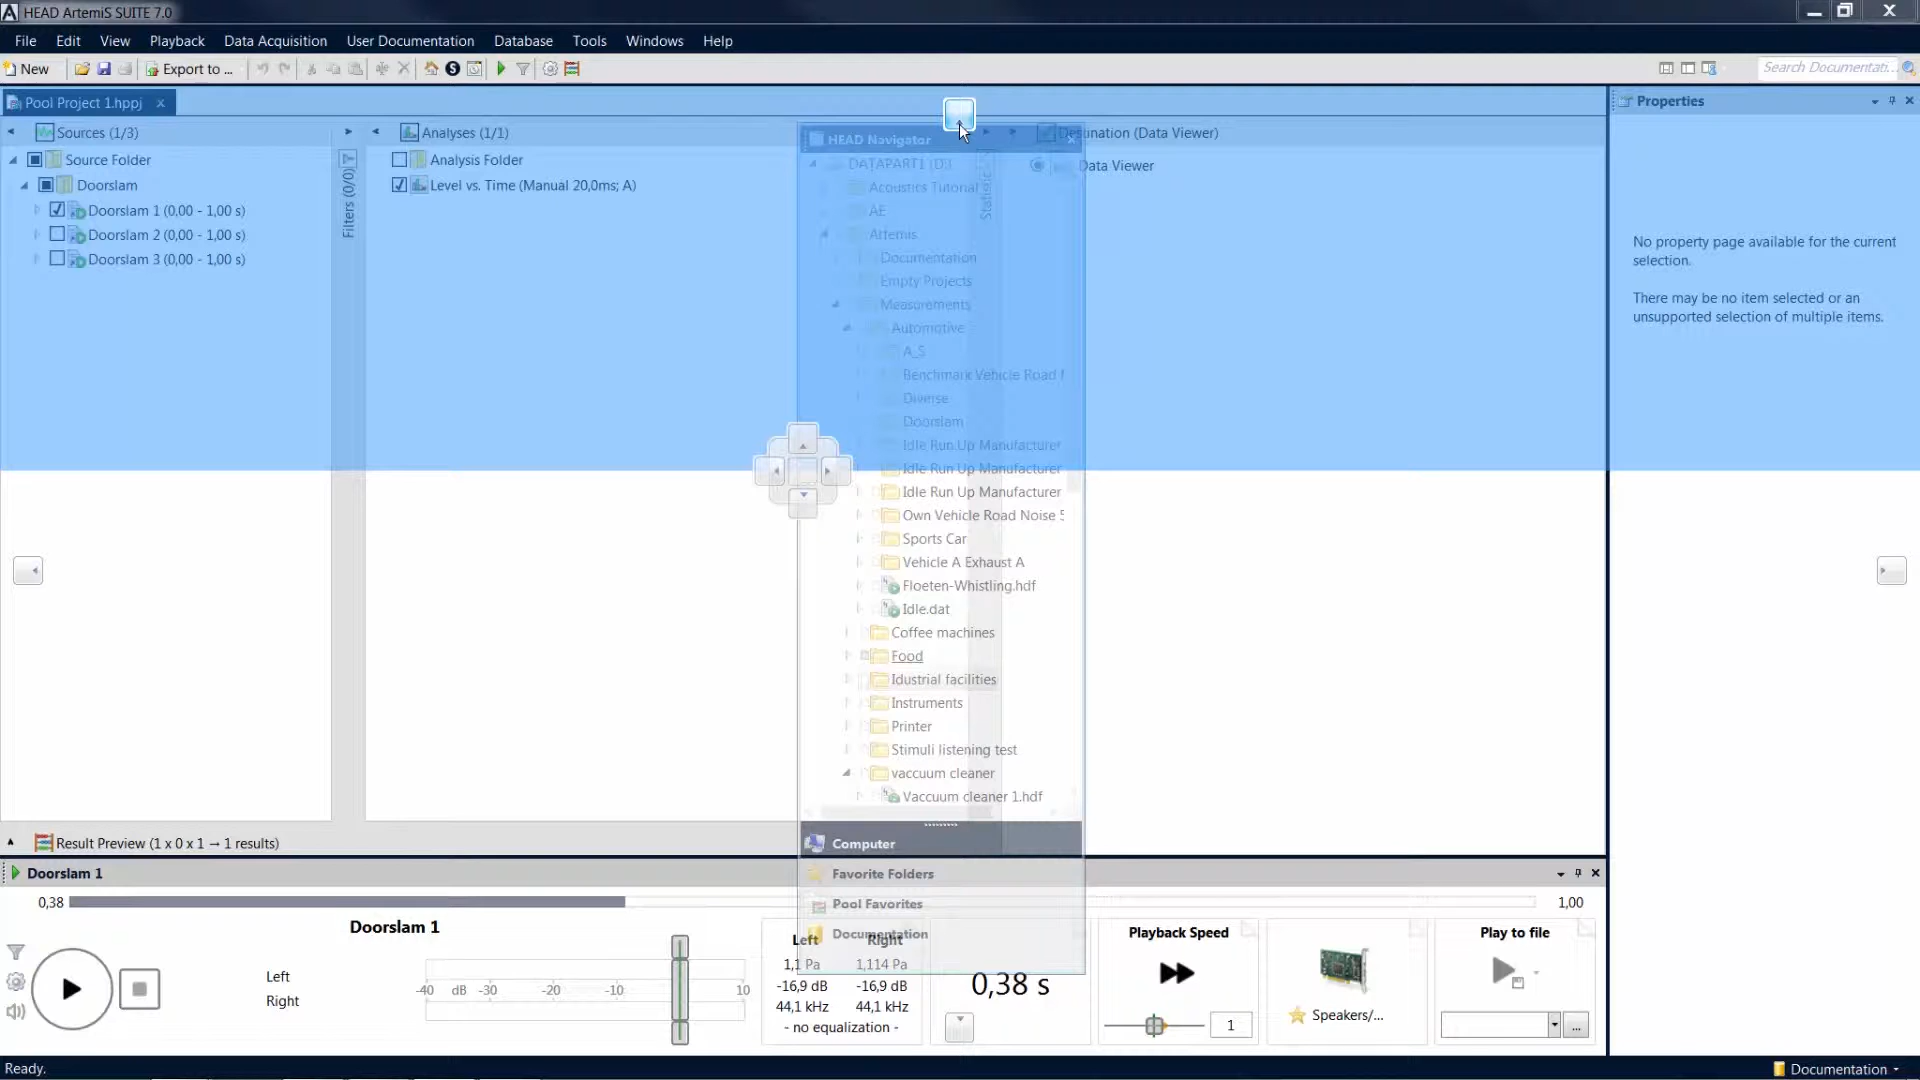 HEAD ArtemiS SUITE 7.0
File Edit View Playback Data Acquisition User Documentation Database Tools Windows Help
New Export to ... Search Documentati...
Pool Project 1.hppj x
Properties
Sources (1/3)
Source Folder
Doorslam
Doorslam 1 (0,00 - 1,00 s)
Doorslam 2 (0,00 - 1,00 s)
Doorslam 3 (0,00 - 1,00 s)
Filters (0/0)
Analyses (1/1)
Analysis Folder
Level vs. Time (Manual 20,0ms; A)
HEAD Navigator
DATAPART1 (D:)
Acoustics Tutorial
AE
Artemis
Documentation
Empty Projects
Measurements
Automotive
A_S
Benchmark Vehicle Road
Diverse
Doorslam
Idle Run Up Manufacturer
Idle Run Up Manufacturer
Idle Run Up Manufacturer
Own Vehicle Road Noise 5
Sports Car
Vehicle A Exhaust A
Floeten-Whistling.hdf
Idle.dat
Coffee machines
Food
Idustrial facilities
Instruments
Printer
Stimuli listening test
vaccuum cleaner
Vaccuum cleaner 1.hdf
Computer
Favorite Folders
Pool Favorites
Documentation
Destination (Data Viewer)
Data Viewer
No property page available for the current
selection.
There may be no item selected or an
unsupported selection of multiple items.
Result Preview (1 x 0 x 1 → 1 results)
Doorslam 1
0,38 1,00
Doorslam 1
Left
Right
-40 dB -30 -20 -10 10
Left Right
1,1 Pa 1,114 Pa
-16,9 dB -16,9 dB
44,1 kHz 44,1 kHz
- no equalization -
0,38 s
Playback Speed
1
Speakers/...
Play to file
...
Ready. Documentation